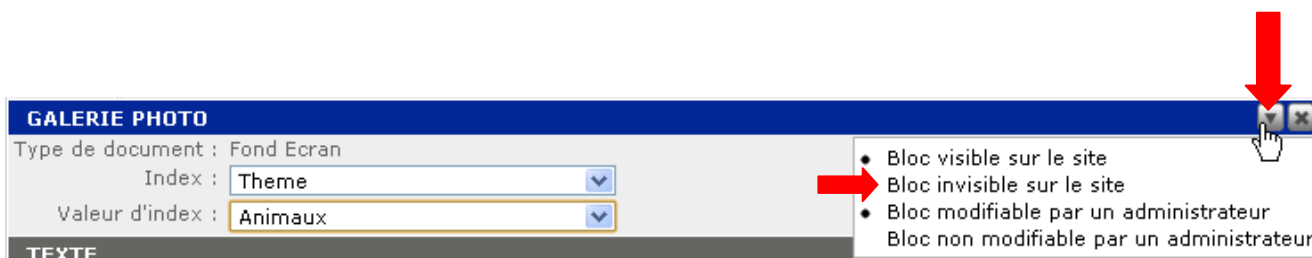 GALERIE PHOTO
Type de document : Fond Ecran
Index : Theme
Valeur d'index : Animaux
• Bloc visible sur le site
Bloc invisible sur le site
• Bloc modifiable par un administrateur
Bloc non modifiable par un administrateur
TEXTE